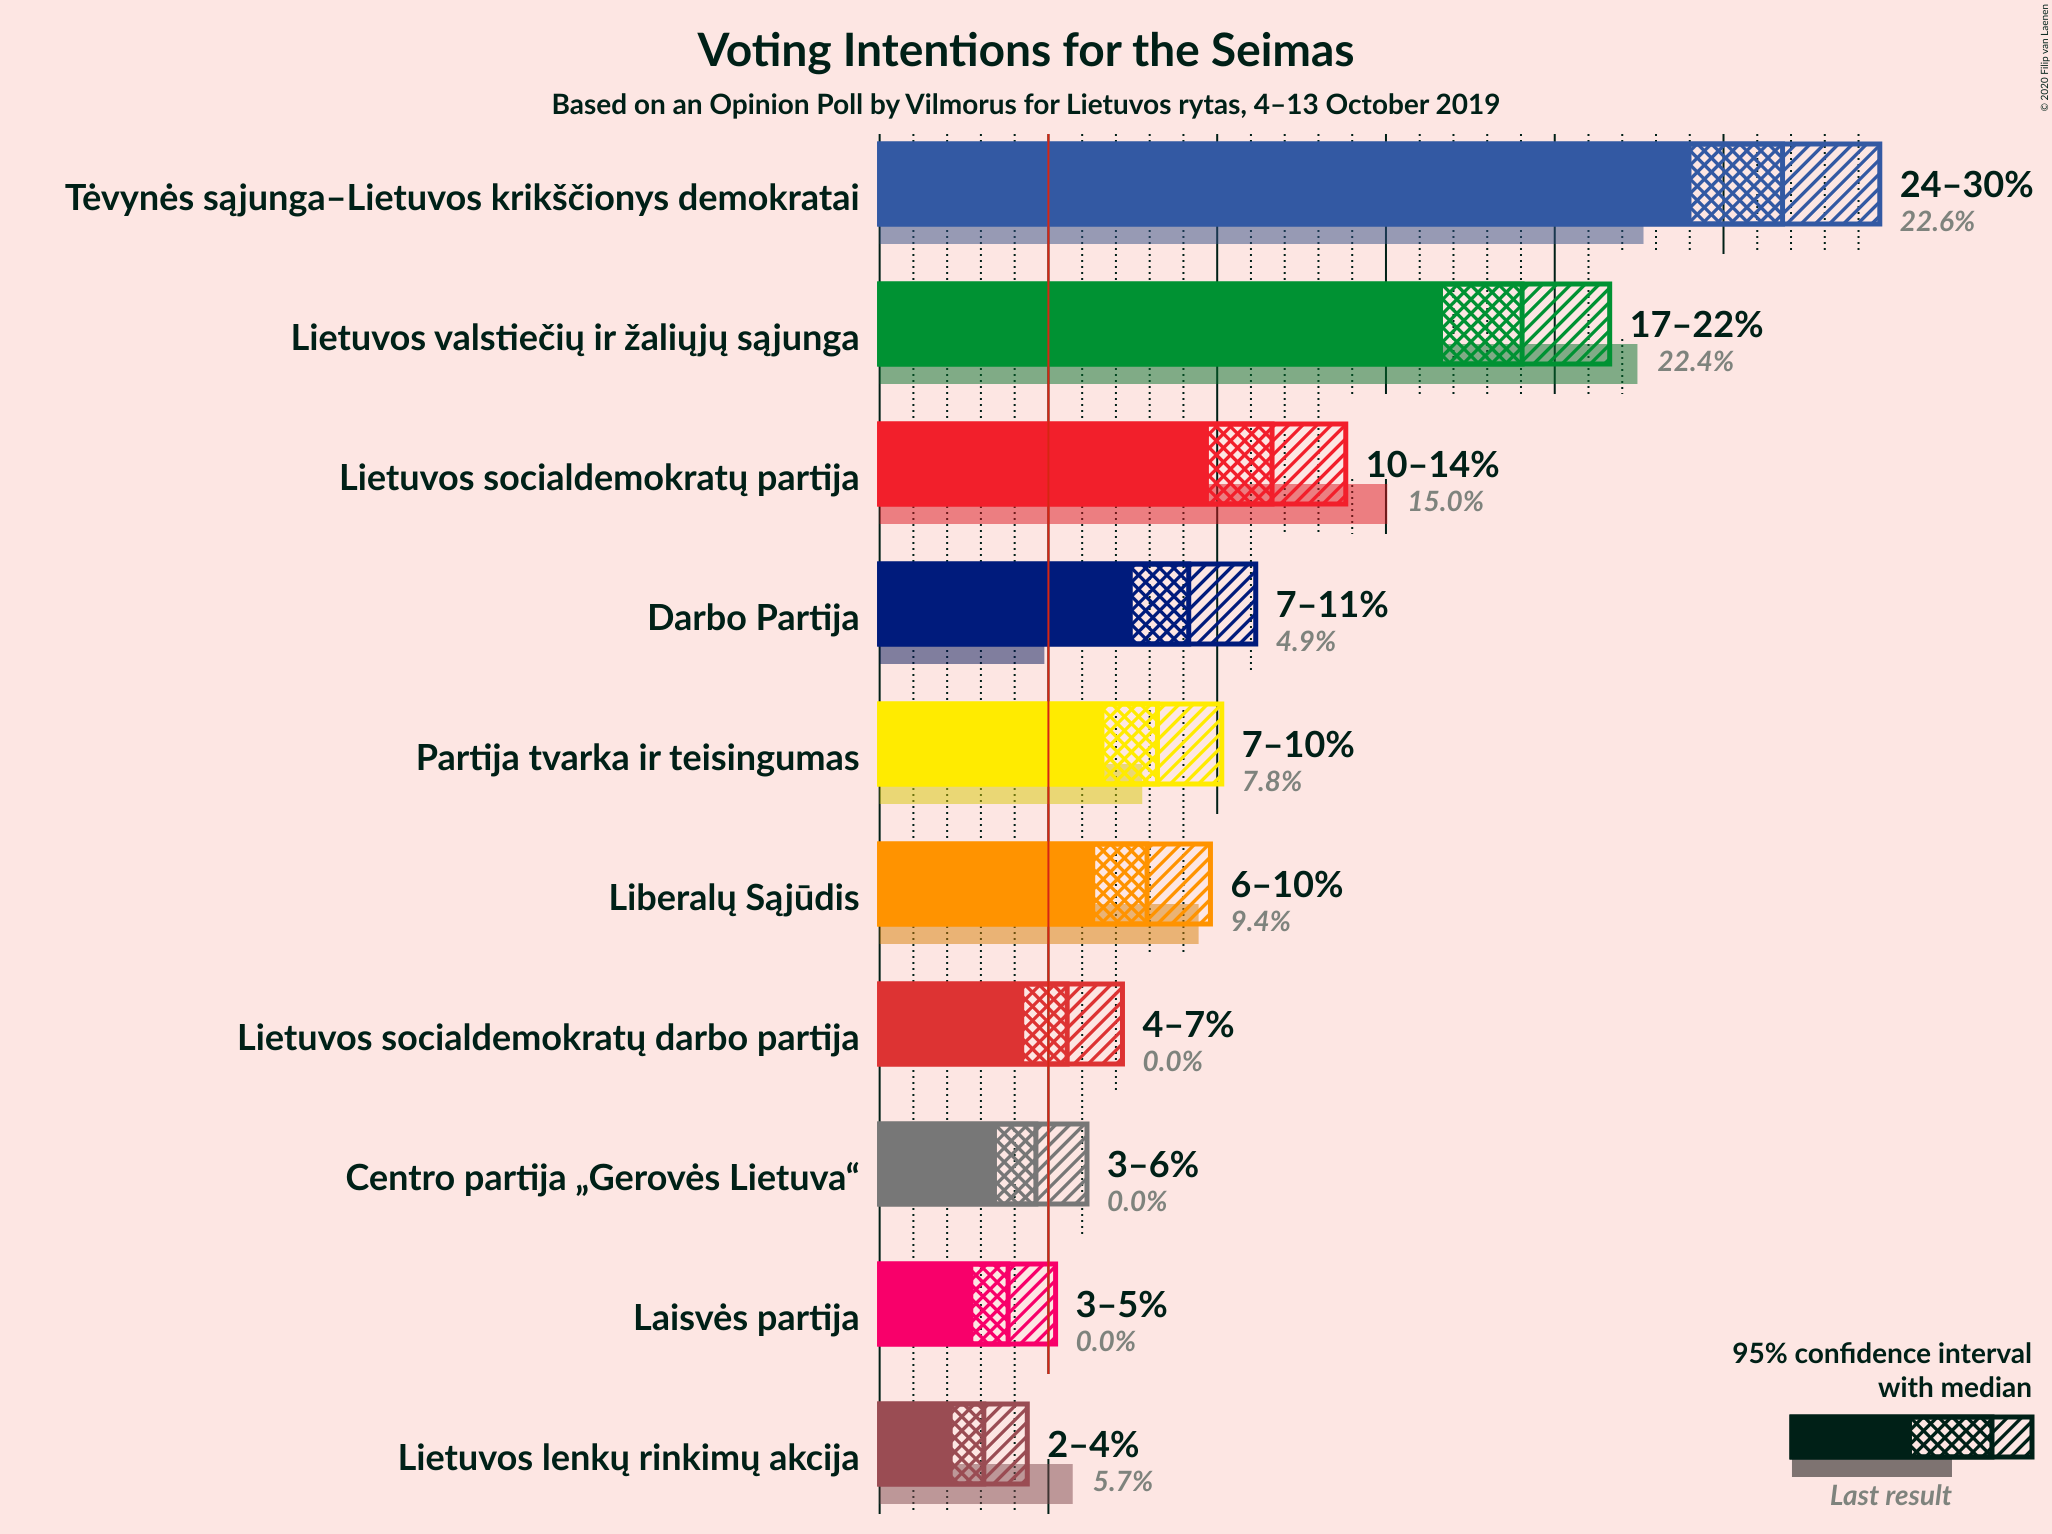 Voting Intentions for the Seimas
Based on an Opinion Poll by Vilmorus for Lietuvos rytas, 4–13 October 2019
© 2020 Filip van Laenen
Tėvynės sąjunga–Lietuvos krikščionys demokratai
24–30%
22.6%
Lietuvos valstiečių ir žaliųjų sąjunga
17–22%
22.4%
Lietuvos socialdemokratų partija
10–14%
15.0%
Darbo Partija
7–11%
4.9%
Partija tvarka ir teisingumas
7–10%
7.8%
Liberalų Sąjūdis
6–10%
9.4%
Lietuvos socialdemokratų darbo partija
4–7%
0.0%
Centro partija „Gerovės Lietuva“
3–6%
0.0%
Laisvės partija
3–5%
0.0%
Lietuvos lenkų rinkimų akcija
2–4%
5.7%
95% confidence interval
with median
Last result